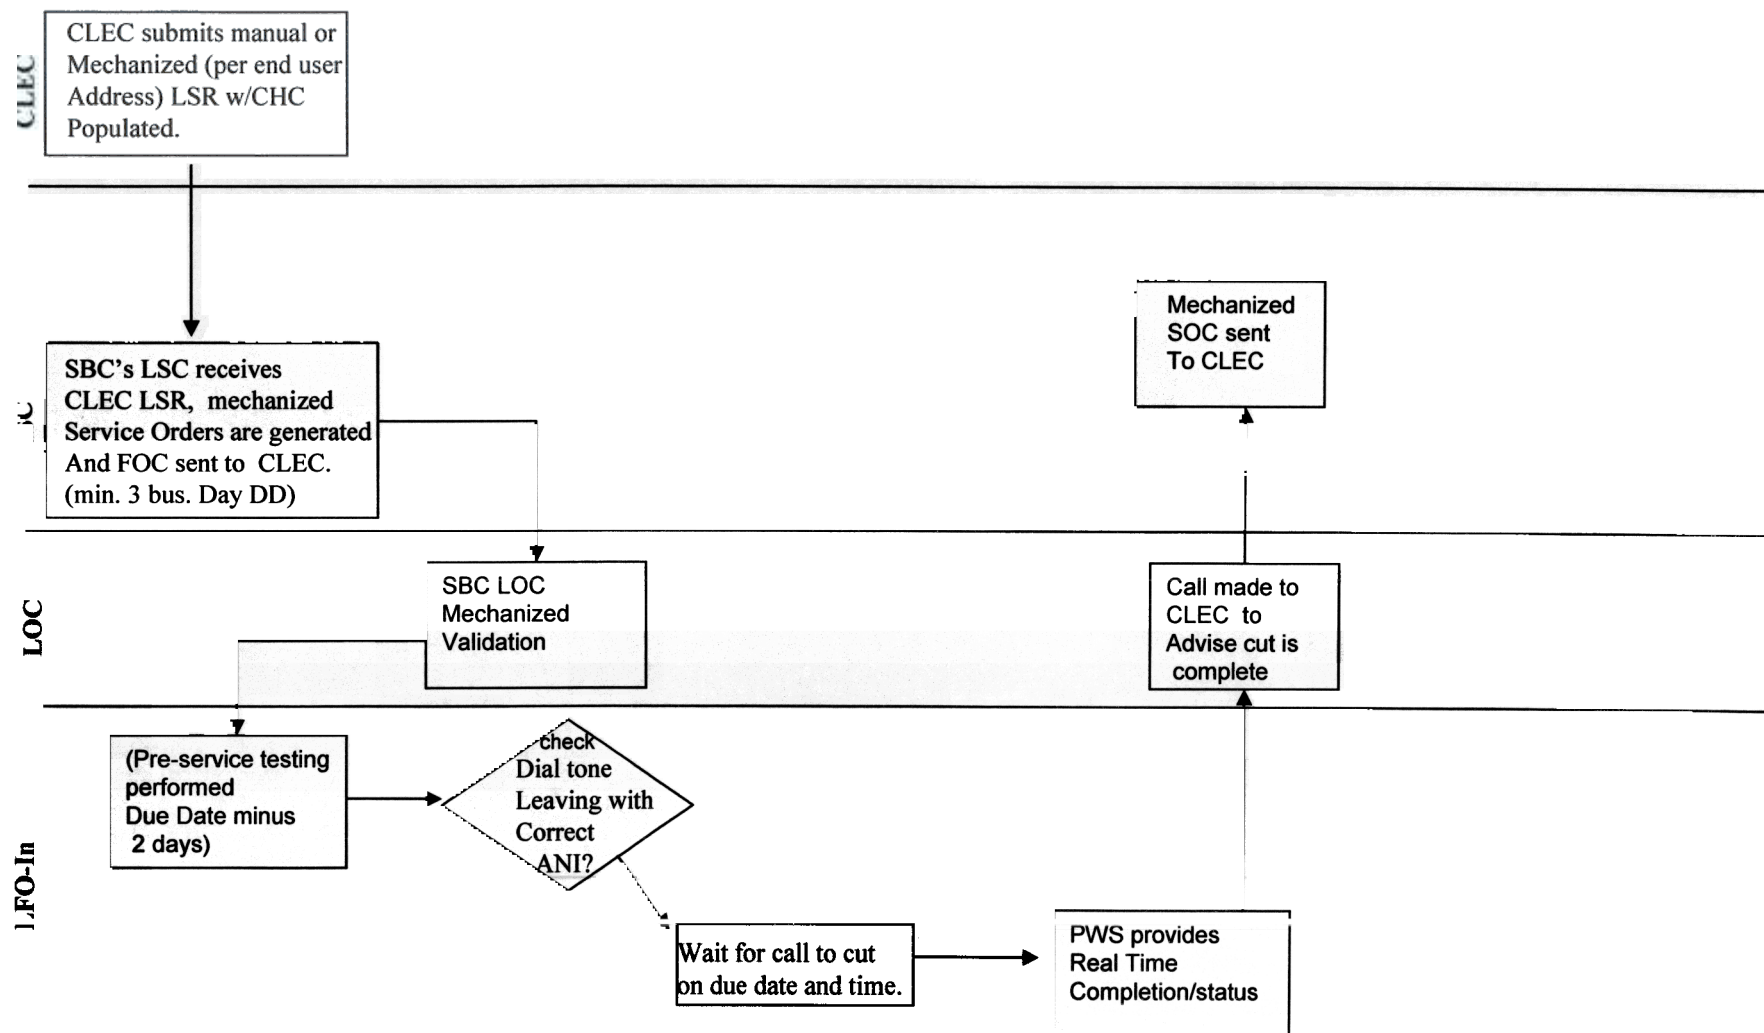 CLEC
CLEC submits manual or
Mechanized (per end user
Address) LSR w/CHC
Populated.
SBC's LSC receives
CLEC LSR, mechanized
Service Orders are generated
And FOC sent to CLEC.
(min. 3 bus. Day DD)
Mechanized
SOC sent
To CLEC
LOC
SBC LOC
Mechanized
Validation
Call made to
CLEC to
Advise cut is
complete
(Pre-service testing
performed
Due Date minus
2 days)
check
Dial tone
Leaving with
Correct
ANI?
Wait for call to cut
on due date and time.
PWS provides
Real Time
Completion/status